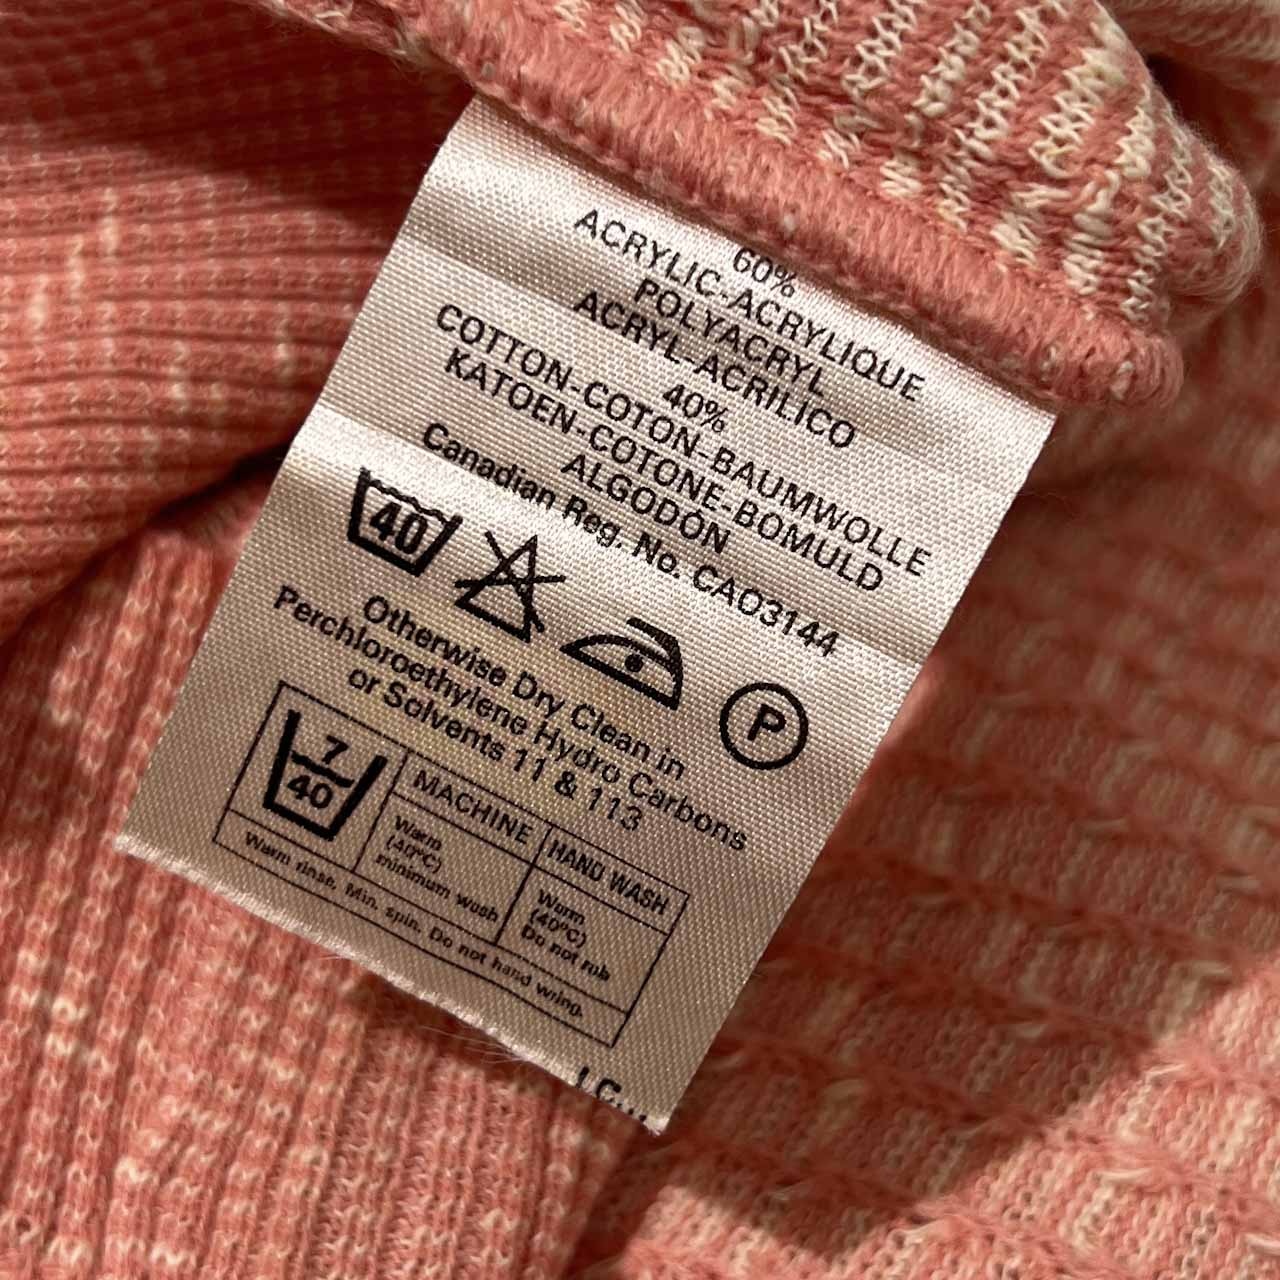 60%
ACRYLIC-ACRYLIQUE
POLYACRYL
ACRYL-ACRILICO
40%
COTTON-COTON-BAUMWOLLE
KATOEN-COTONE-BOMULD
ALGODÓN
Canadian Reg. No. CAO3144
40
P
Otherwise Dry Clean in
Perchloroethylene Hydro Carbons
or Solvents 11 & 113
7
40
MACHINE
Warm
(40°C)
minimum wash
HAND WASH
Warm
(40°C)
Do not rub
Warm rinse. Min. spin. Do not hand wring.